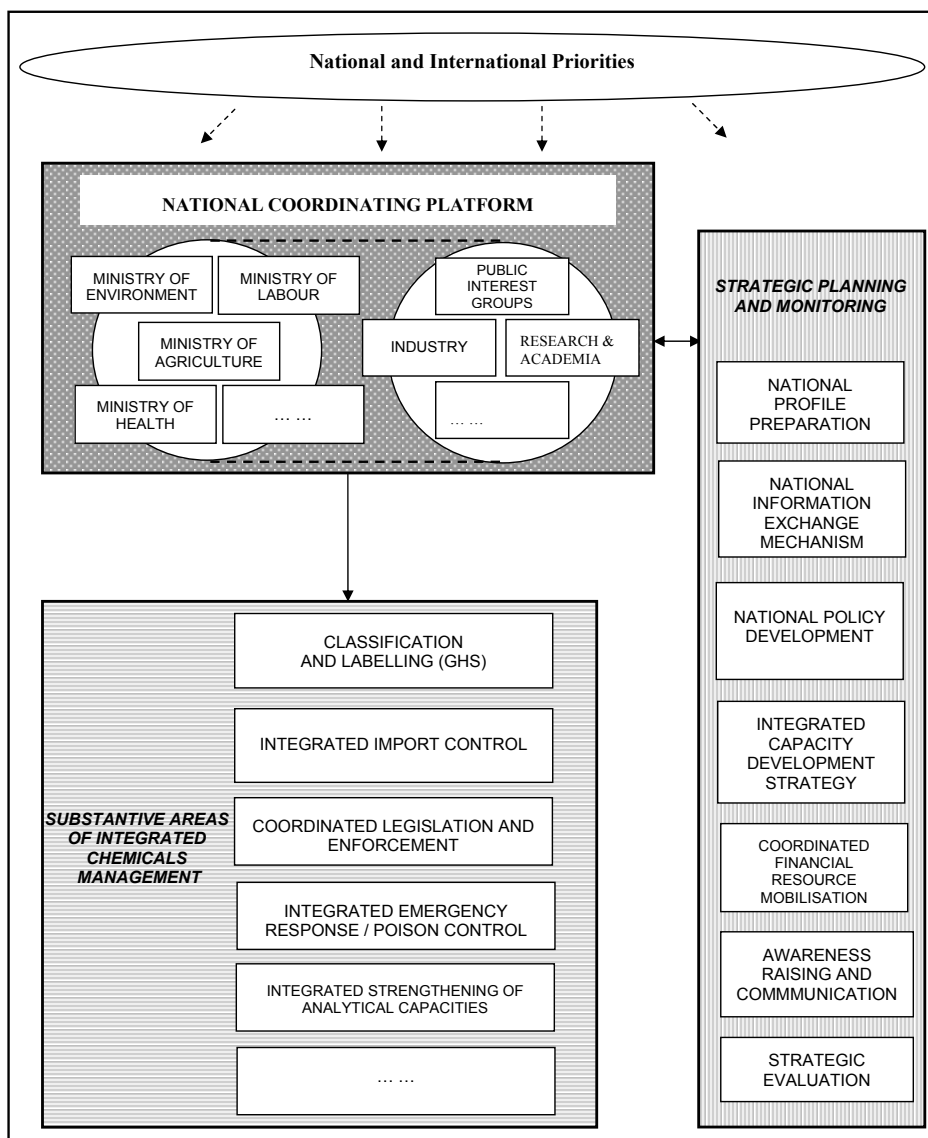 National and International Priorities
NATIONAL COORDINATING PLATFORM
MINISTRY OF
ENVIRONMENT
MINISTRY OF
LABOUR
MINISTRY OF
AGRICULTURE
MINISTRY OF
HEALTH
… …
PUBLIC
INTEREST
GROUPS
INDUSTRY
RESEARCH &
ACADEMIA
… …
STRATEGIC PLANNING
AND MONITORING
NATIONAL
PROFILE
PREPARATION
NATIONAL
INFORMATION
EXCHANGE
MECHANISM
NATIONAL POLICY
DEVELOPMENT
INTEGRATED
CAPACITY
DEVELOPMENT
STRATEGY
COORDINATED
FINANCIAL
RESOURCE
MOBILISATION
AWARENESS
RAISING AND
COMMMUNICATION
STRATEGIC
EVALUATION
SUBSTANTIVE AREAS
OF INTEGRATED
CHEMICALS
MANAGEMENT
CLASSIFICATION
AND LABELLING (GHS)
INTEGRATED IMPORT CONTROL
COORDINATED LEGISLATION AND
ENFORCEMENT
INTEGRATED EMERGENCY
RESPONSE / POISON CONTROL
INTEGRATED STRENGTHENING OF
ANALYTICAL CAPACITIES
… …